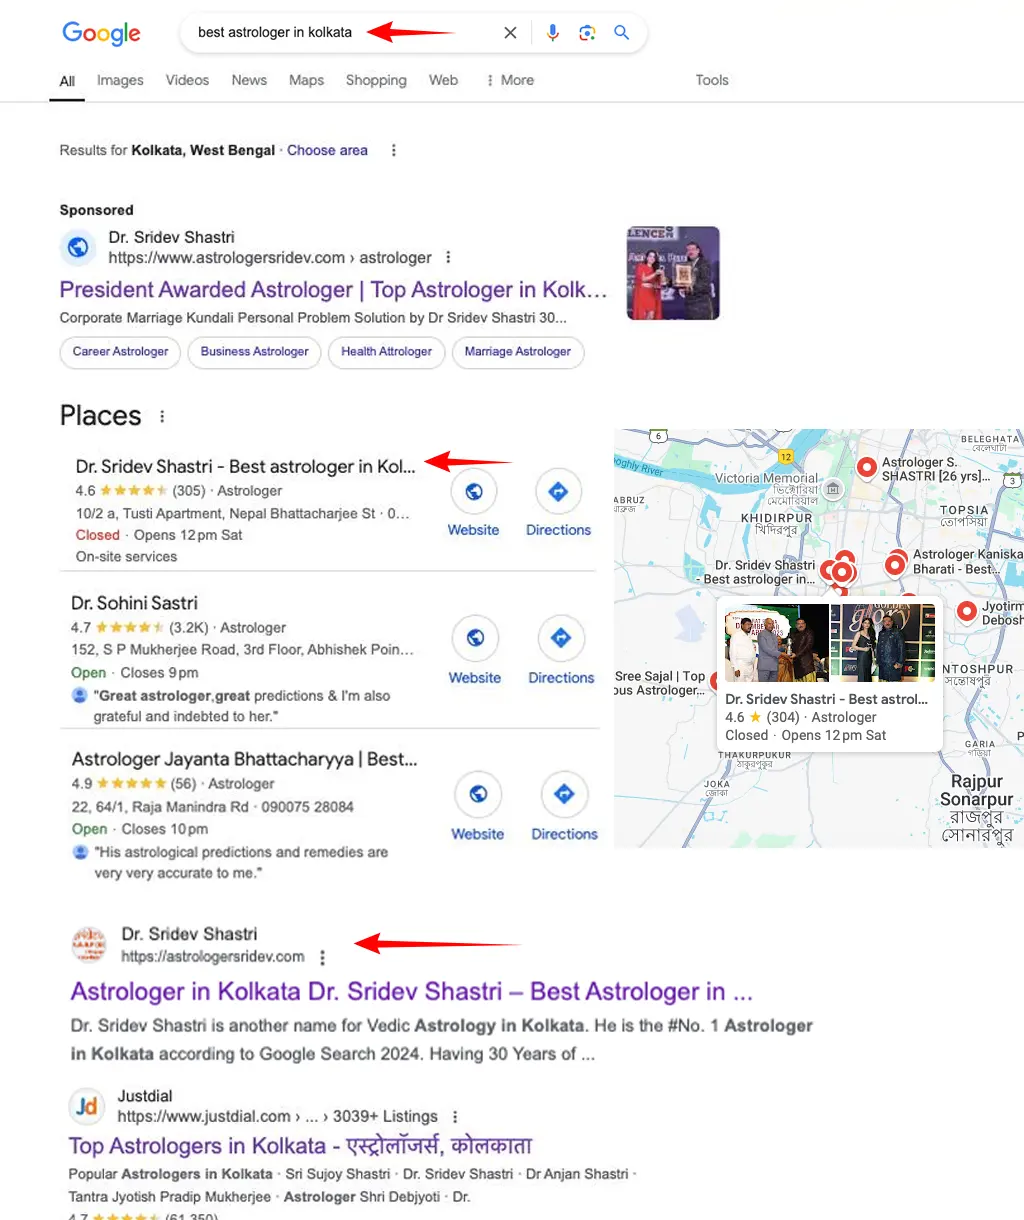 Google
best astrologer in kolkata
All Images Videos News Maps Shopping Web More Tools
Results for Kolkata, West Bengal · Choose area
Sponsored
Dr. Sridev Shastri
https://www.astrologersridev.com › astrologer
President Awarded Astrologer | Top Astrologer in Kolk...
Corporate Marriage Kundali Personal Problem Solution by Dr Sridev Shastri 30...
Career Astrologer Business Astrologer Health Attrologer Marriage Astrologer
LENCE
Places
Dr. Sridev Shastri - Best astrologer in Kol...
4.6 (305) · Astrologer
10/2 a, Tusti Apartment, Nepal Bhattacharjee St · 0...
Closed · Opens 12 pm Sat
On-site services
Website Directions
Dr. Sohini Sastri
4.7 (3.2K) · Astrologer
152, S P Mukherjee Road, 3rd Floor, Abhishek Poin...
Open · Closes 9 pm
"Great astrologer,great predictions & I'm also
grateful and indebted to her."
Website Directions
Astrologer Jayanta Bhattacharyya | Best...
4.9 (56) · Astrologer
22, 64/1, Raja Manindra Rd · 090075 28084
Open · Closes 10 pm
"His astrological predictions and remedies are
very very accurate to me."
Website Directions
6
BELEGHATA
বেলেঘাটা
12
oghly River
Astrologer S.
SHASTRI [26 yrs]...
3
Victoria Memorial
ভিক্টোরিয়া
মেমোরিয়াল
ABRUZ
KHIDIRPUR
খিদিরপুর
TOPSIA
তোপসিয়া
Dr. Sridev Shastri
- Best astrologer in...
Astrologer Kaniska
Bharati - Best...
Jyotirm
Debosh
GOLDEN
glory
Sree Sajal | Top
ous Astrologer...
NTOSHPUR
সন্তোষপুর
Dr. Sridev Shastri - Best astrol...
4.6 (304) · Astrologer
Closed · Opens 12 pm Sat
THAKURPUKUR
ঠাকুরপুকুর
GARIA
গড়িয়া
JOKA
জোকা
Rajpur
Sonarpur
রাজপুর
সোনারপুর
Dr. Sridev Shastri
https://astrologersridev.com
Astrologer in Kolkata Dr. Sridev Shastri – Best Astrologer in ...
Dr. Sridev Shastri is another name for Vedic Astrology in Kolkata. He is the #No. 1 Astrologer
in Kolkata according to Google Search 2024. Having 30 Years of ...
Jd
Justdial
https://www.justdial.com › ... › 3039+ Listings
Top Astrologers in Kolkata - एस्ट्रोलॉजर्स, कोलकाता
Popular Astrologers in Kolkata · Sri Sujoy Shastri · Dr. Sridev Shastri · Dr Anjan Shastri ·
Tantra Jyotish Pradip Mukherjee · Astrologer Shri Debjyoti · Dr.
4.7 (61,350)